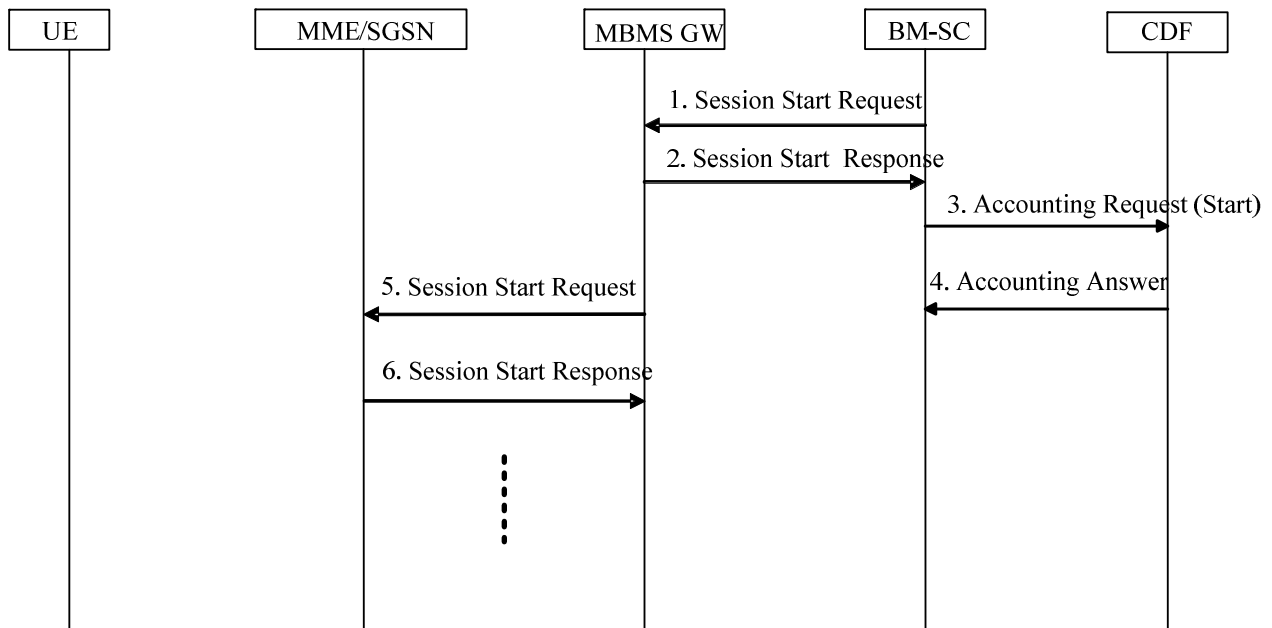 UE
MME/SGSN
MBMS GW
BM-SC
CDF
1. Session Start Request
2. Session Start  Response
3. Accounting Request (Start)
4. Accounting Answer
5. Session Start Request
6. Session Start Response